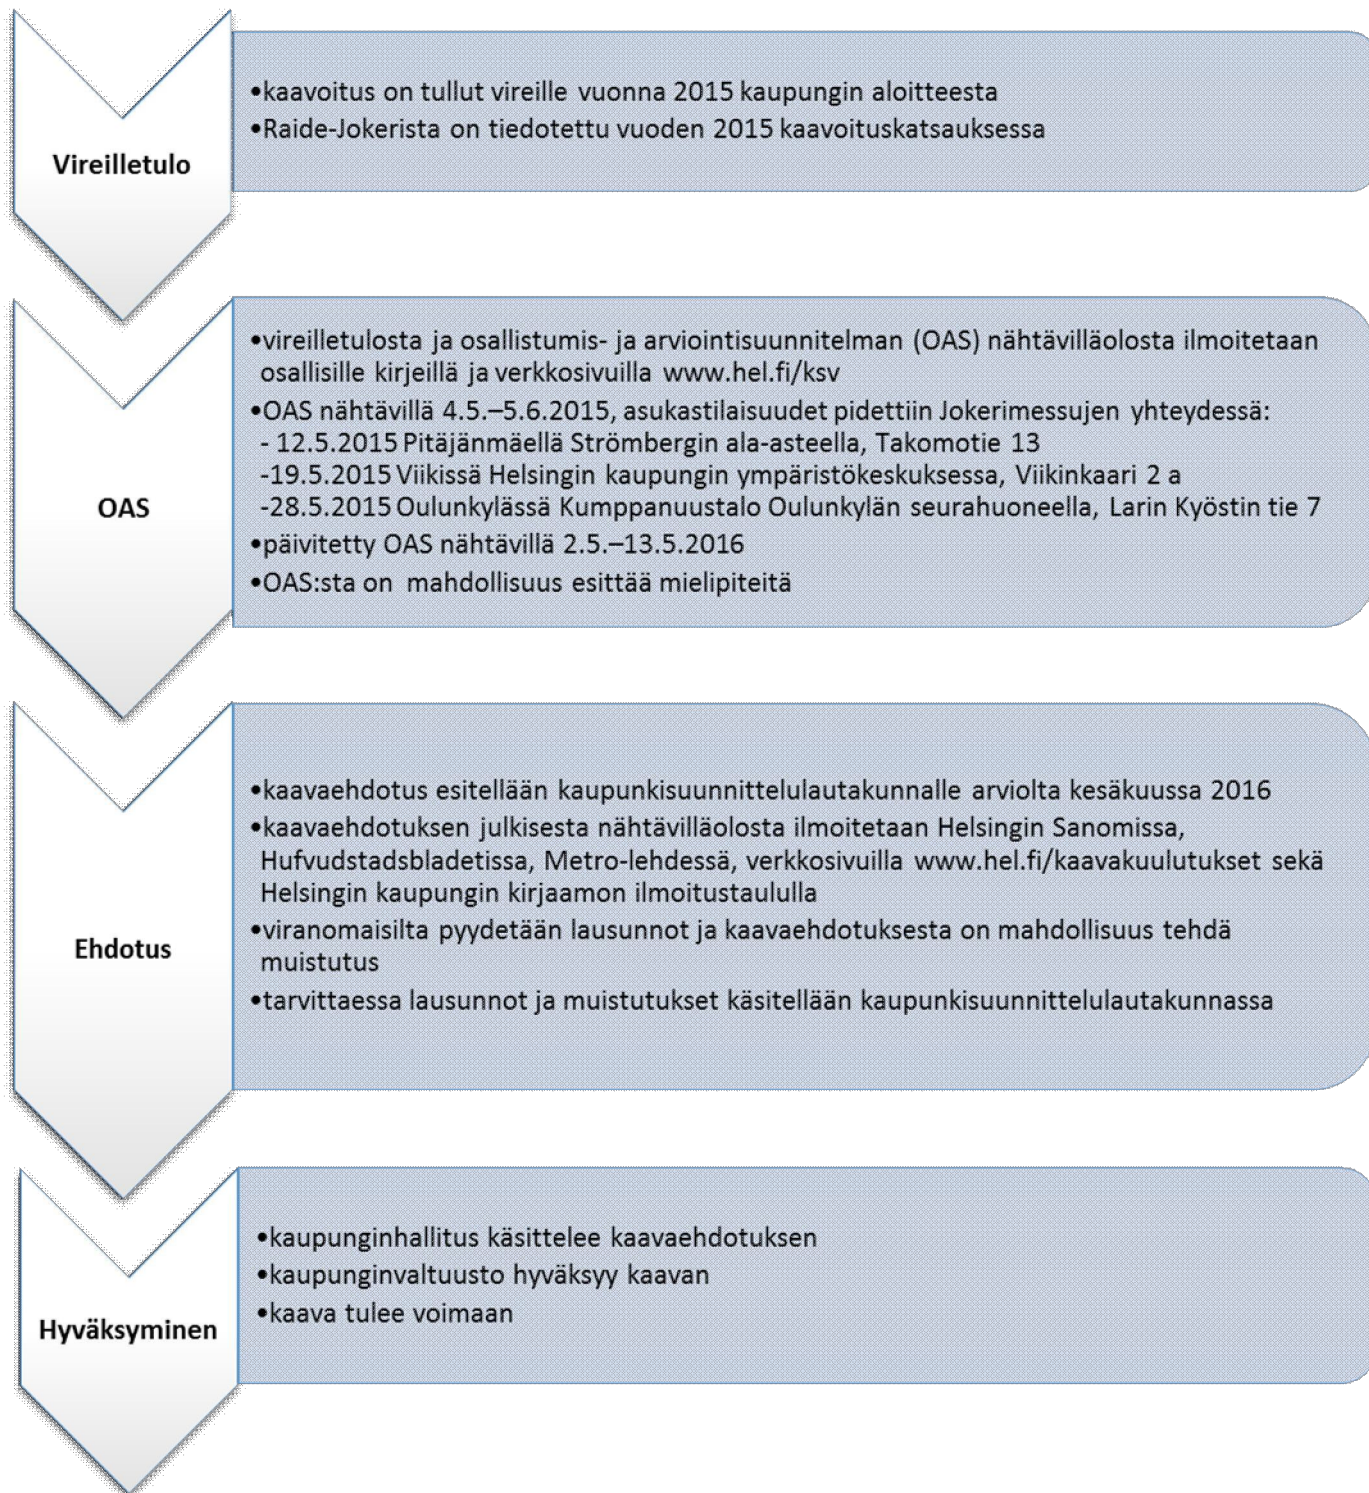 Vireilletulo
•kaavoitus on tullut vireille vuonna 2015 kaupungin aloitteesta
•Raide-Jokerista on tiedotettu vuoden 2015 kaavoituskatsauksessa
OAS
•vireilletulosta ja osallistumis- ja arviointisuunnitelman (OAS) nähtävilläolosta ilmoitetaan
osallisille kirjeillä ja verkkosivuilla www.hel.fi/ksv
•OAS nähtävillä 4.5.–5.6.2015, asukastilaisuudet pidettiin Jokerimessujen yhteydessä:
- 12.5.2015 Pitäjänmäellä Strömbergin ala-asteella, Takomotie 13
-19.5.2015 Viikissä Helsingin kaupungin ympäristökeskuksessa, Viikinkaari 2 a
-28.5.2015 Oulunkylässä Kumppanuustalo Oulunkylän seurahuoneella, Larin Kyöstin tie 7
•päivitetty OAS nähtävillä 2.5.–13.5.2016
•OAS:sta on mahdollisuus esittää mielipiteitä
Ehdotus
•kaavaehdotus esitellään kaupunkisuunnittelulautakunnalle arviolta kesäkuussa 2016
•kaavaehdotuksen julkisesta nähtävilläolosta ilmoitetaan Helsingin Sanomissa,
Hufvudstadsbladetissa, Metro-lehdessä, verkkosivuilla www.hel.fi/kaavakuulutukset sekä
Helsingin kaupungin kirjaamon ilmoitustaululla
•viranomaisilta pyydetään lausunnot ja kaavaehdotuksesta on mahdollisuus tehdä
muistutus
•tarvittaessa lausunnot ja muistutukset käsitellään kaupunkisuunnittelulautakunnassa
Hyväksyminen
•kaupunginhallitus käsittelee kaavaehdotuksen
•kaupunginvaltuusto hyväksyy kaavan
•kaava tulee voimaan